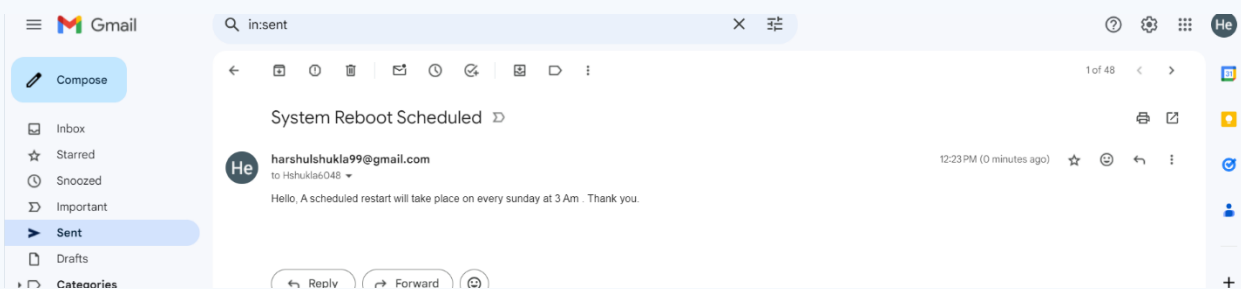 Gmail
in:sent
He
Compose
1 of 48
31
System Reboot Scheduled
Inbox
Starred
Snoozed
Important
Sent
Drafts
Categories
He
harshulshukla99@gmail.com
12:23 PM (0 minutes ago)
to Hshukla6048
Hello, A scheduled restart will take place on every sunday at 3 Am . Thank you.
Reply
Forward